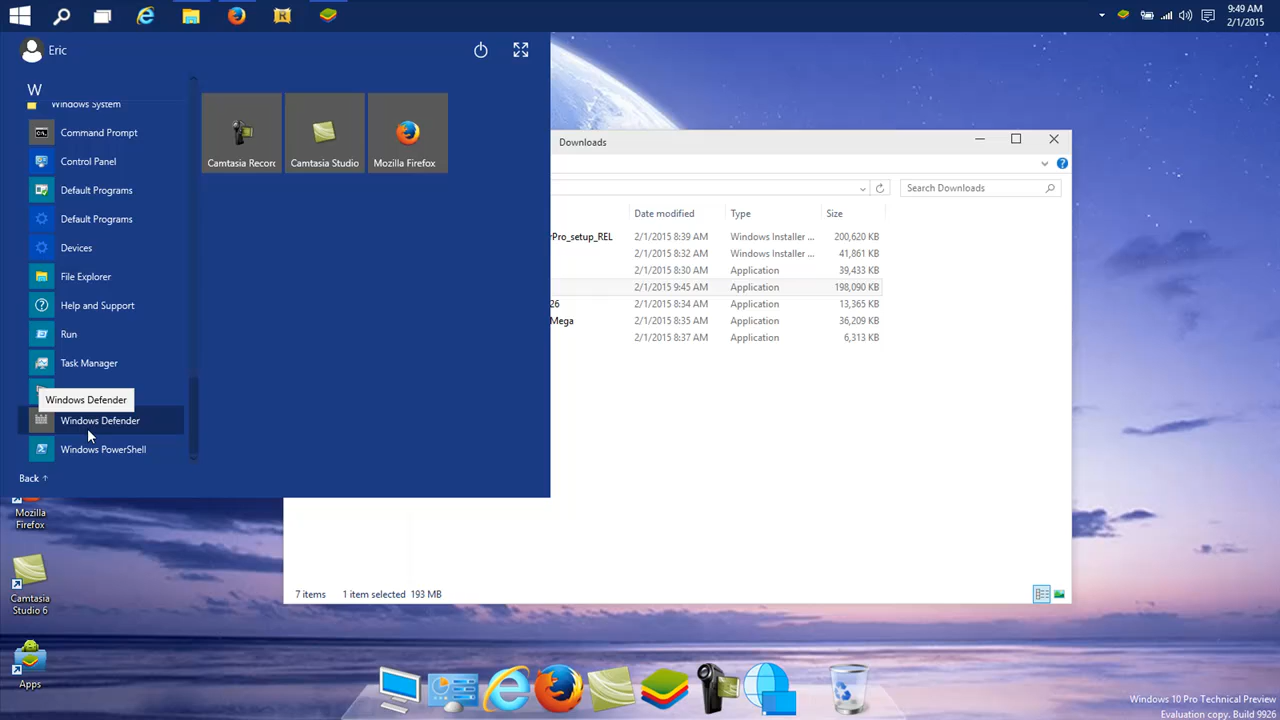 9:49 AM
2/1/2015
Eric
W
Windows System
Command Prompt
Control Panel
Default Programs
Default Programs
Devices
File Explorer
Help and Support
Run
Task Manager
Windows Defender
Windows Defender
Windows PowerShell
Back ↑
Camtasia Recorc
Camtasia Studio
Mozilla Firefox
Downloads
Search Downloads
Date modified Type Size
rPro_setup_REL 2/1/2015 8:39 AM Windows Installer ... 200,620 KB
2/1/2015 8:32 AM Windows Installer ... 41,861 KB
2/1/2015 8:30 AM Application 39,433 KB
2/1/2015 9:45 AM Application 198,090 KB
26 2/1/2015 8:34 AM Application 13,365 KB
Mega 2/1/2015 8:35 AM Application 36,209 KB
2/1/2015 8:37 AM Application 6,313 KB
7 items 1 item selected 193 MB
Mozilla
Firefox
Camtasia
Studio 6
Apps
Windows 10 Pro Technical Preview
Evaluation copy. Build 9926